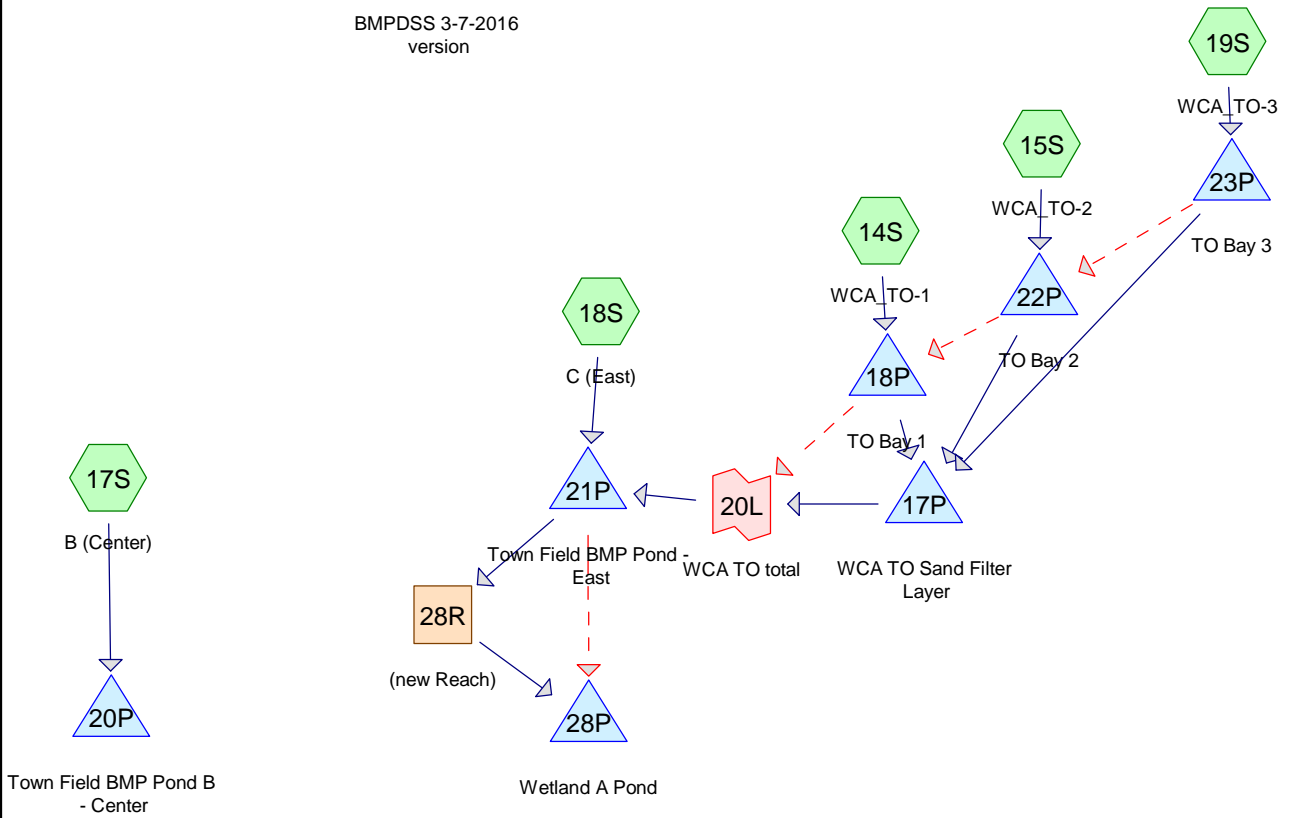 BMPDSS 3-7-2016
version
19S
WCA_TO-3
23P
TO Bay 3
15S
WCA_TO-2
22P
TO Bay 2
14S
WCA_TO-1
18P
TO Bay 1
18S
C (East)
21P
Town Field BMP Pond -
East
20L
WCA TO total
17P
WCA TO Sand Filter
Layer
17S
B (Center)
20P
Town Field BMP Pond B
- Center
28R
(new Reach)
28P
Wetland A Pond